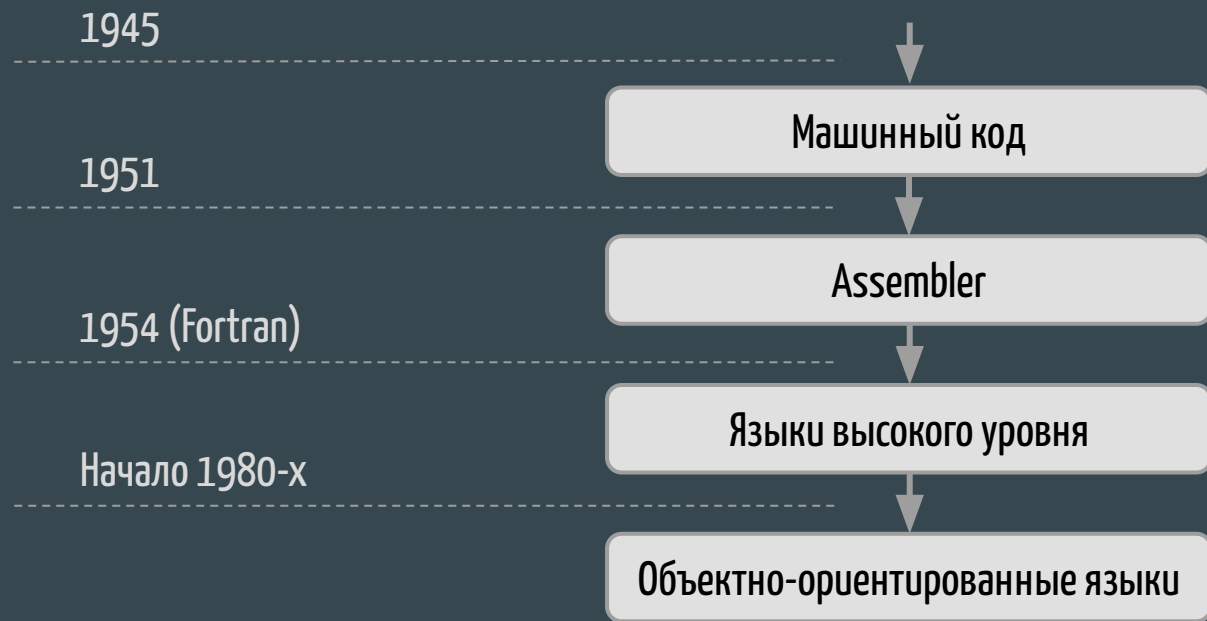 1945
Машинный код
1951
Assembler
1954 (Fortran)
Языки высокого уровня
Начало 1980-х
Объектно-ориентированные языки